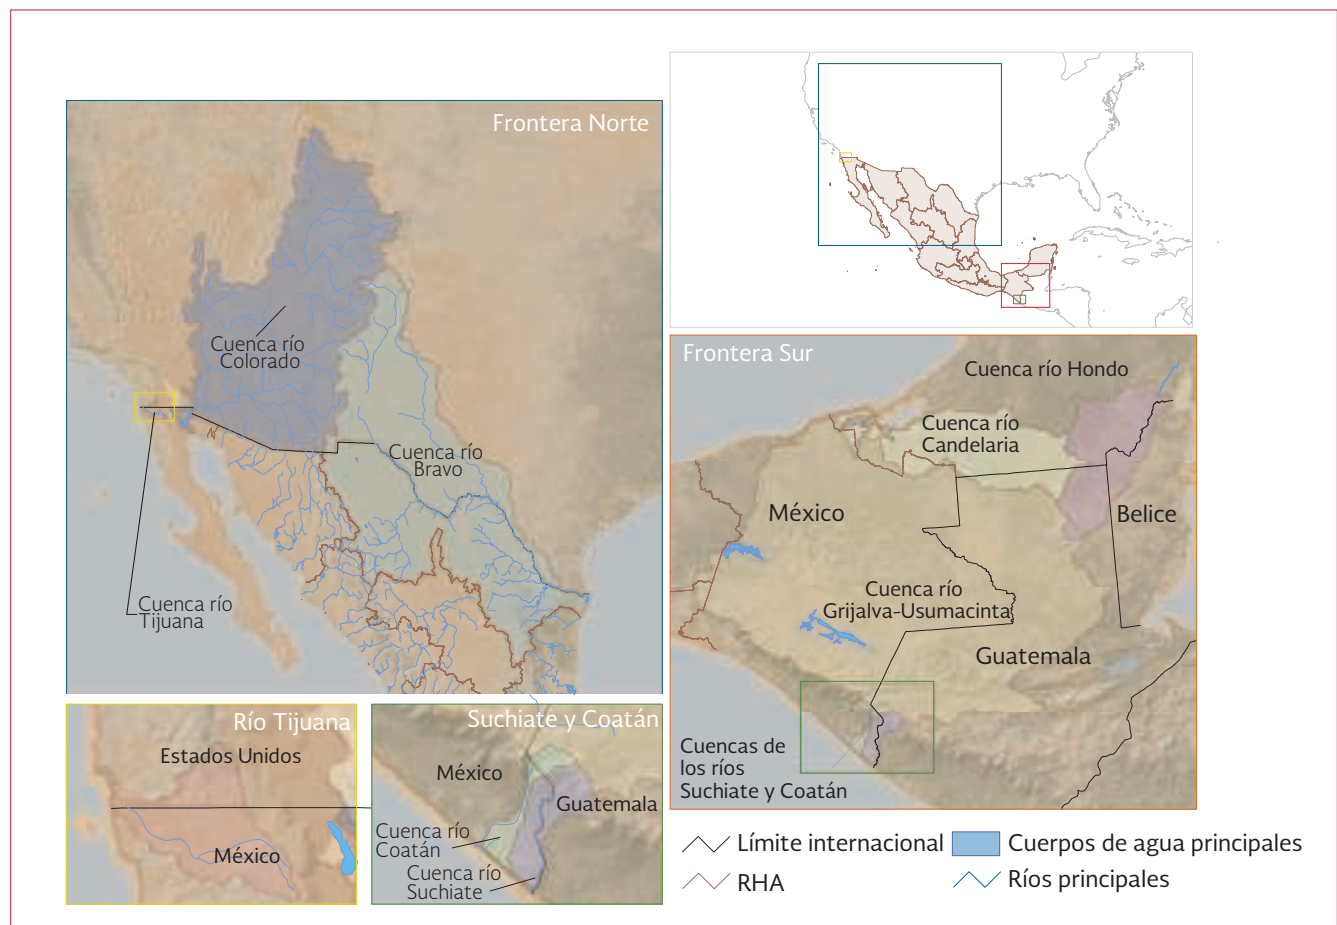 Frontera Norte
Cuenca río
Colorado
Cuenca río
Bravo
Cuenca río
Tijuana
Frontera Sur
Cuenca río Hondo
Cuenca río
Candelaria
México
Belice
Cuenca río
Grijalva-Usumacinta
Guatemala
Cuencas de
los ríos
Suchiate y Coatán
Río Tijuana
Estados Unidos
México
Suchiate y Coatán
México
Guatemala
Cuenca río
Coatán
Cuenca río
Suchiate
Límite internacional
Cuerpos de agua principales
RHA
Ríos principales